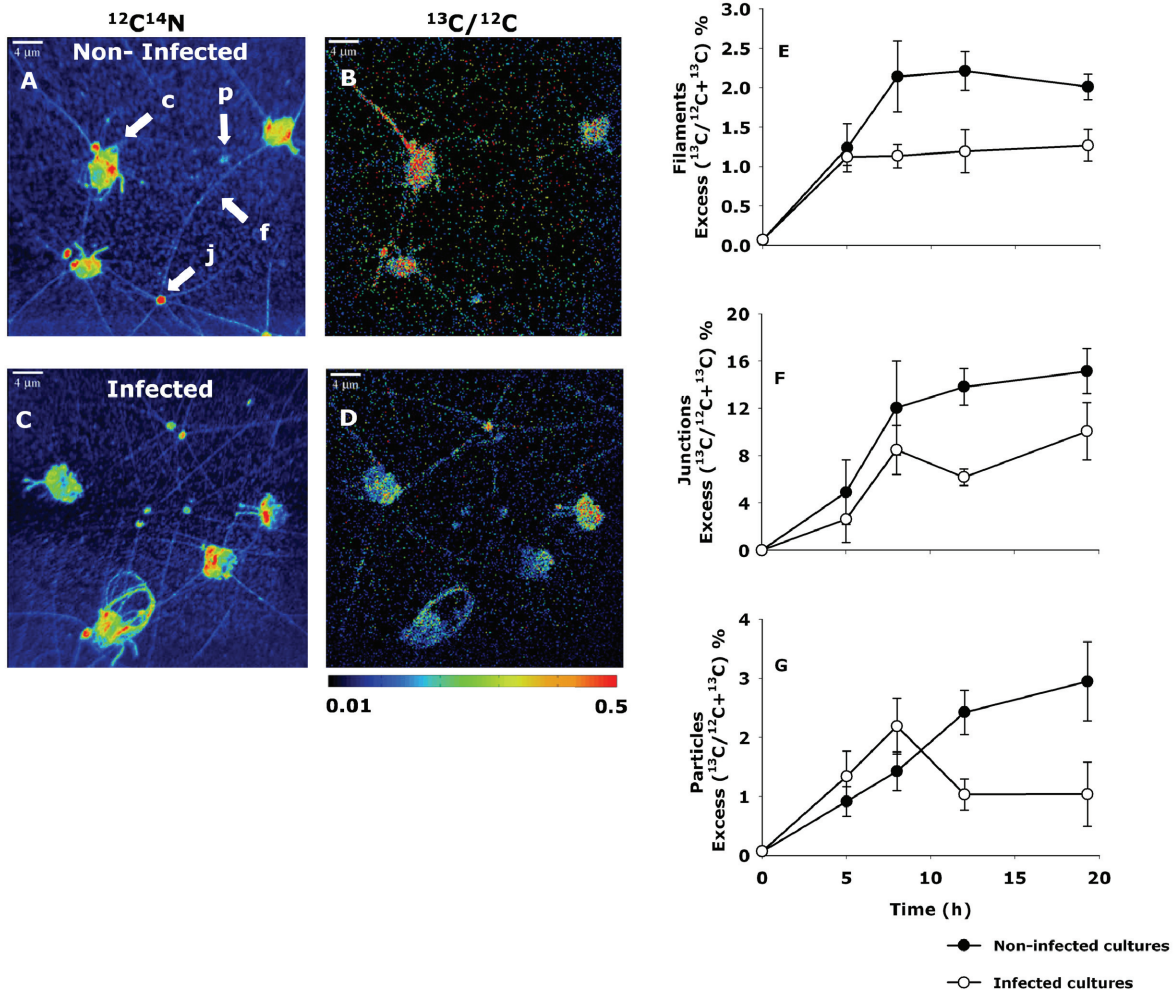 ¹²C¹⁴N
¹³C/¹²C
4 µm
Non- Infected
A
c
p
f
j
4 µm
B
4 µm
Infected
C
4 µm
D
0.01
0.5
E
Filaments
Excess (¹³C/¹²C+¹³C) %
3.0
2.5
2.0
1.5
1.0
0.5
0.0
F
Junctions
Excess (¹³C/¹²C+¹³C) %
20
16
12
8
4
0
G
Particles
Excess (¹³C/¹²C+¹³C) %
4
3
2
1
0
0 5 10 15 20
Time (h)
Non-infected cultures
Infected cultures